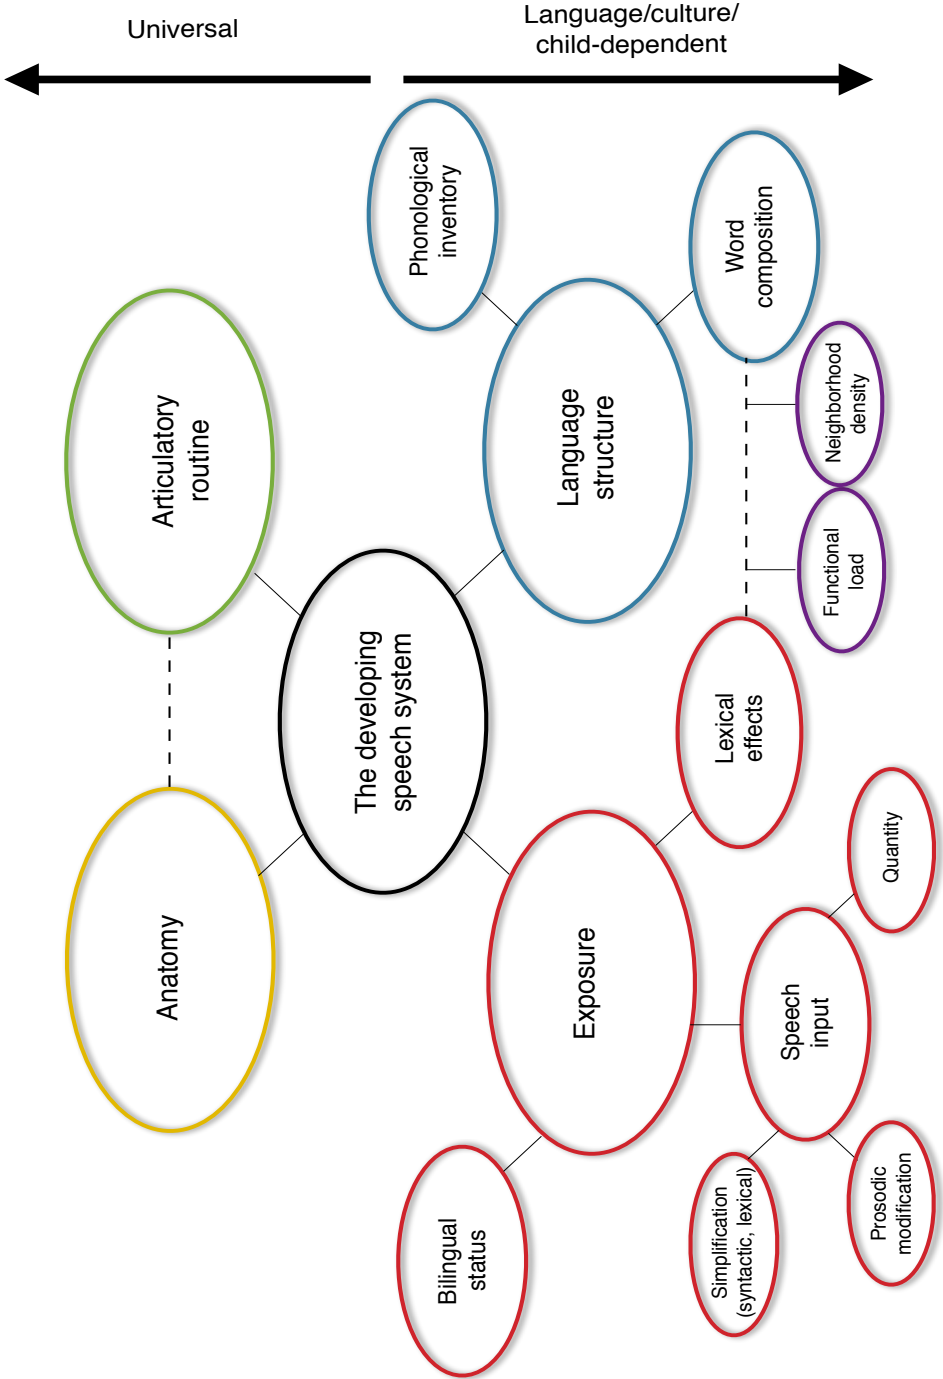 Universal
Language/culture/
child-dependent
Anatomy
Articulatory
routine
The developing
speech system
Bilingual
status
Exposure
Language
structure
Phonological
inventory
Simplification
(syntactic, lexical)
Speech
input
Lexical
effects
Word
composition
Prosodic
modification
Quantity
Functional
load
Neighborhood
density